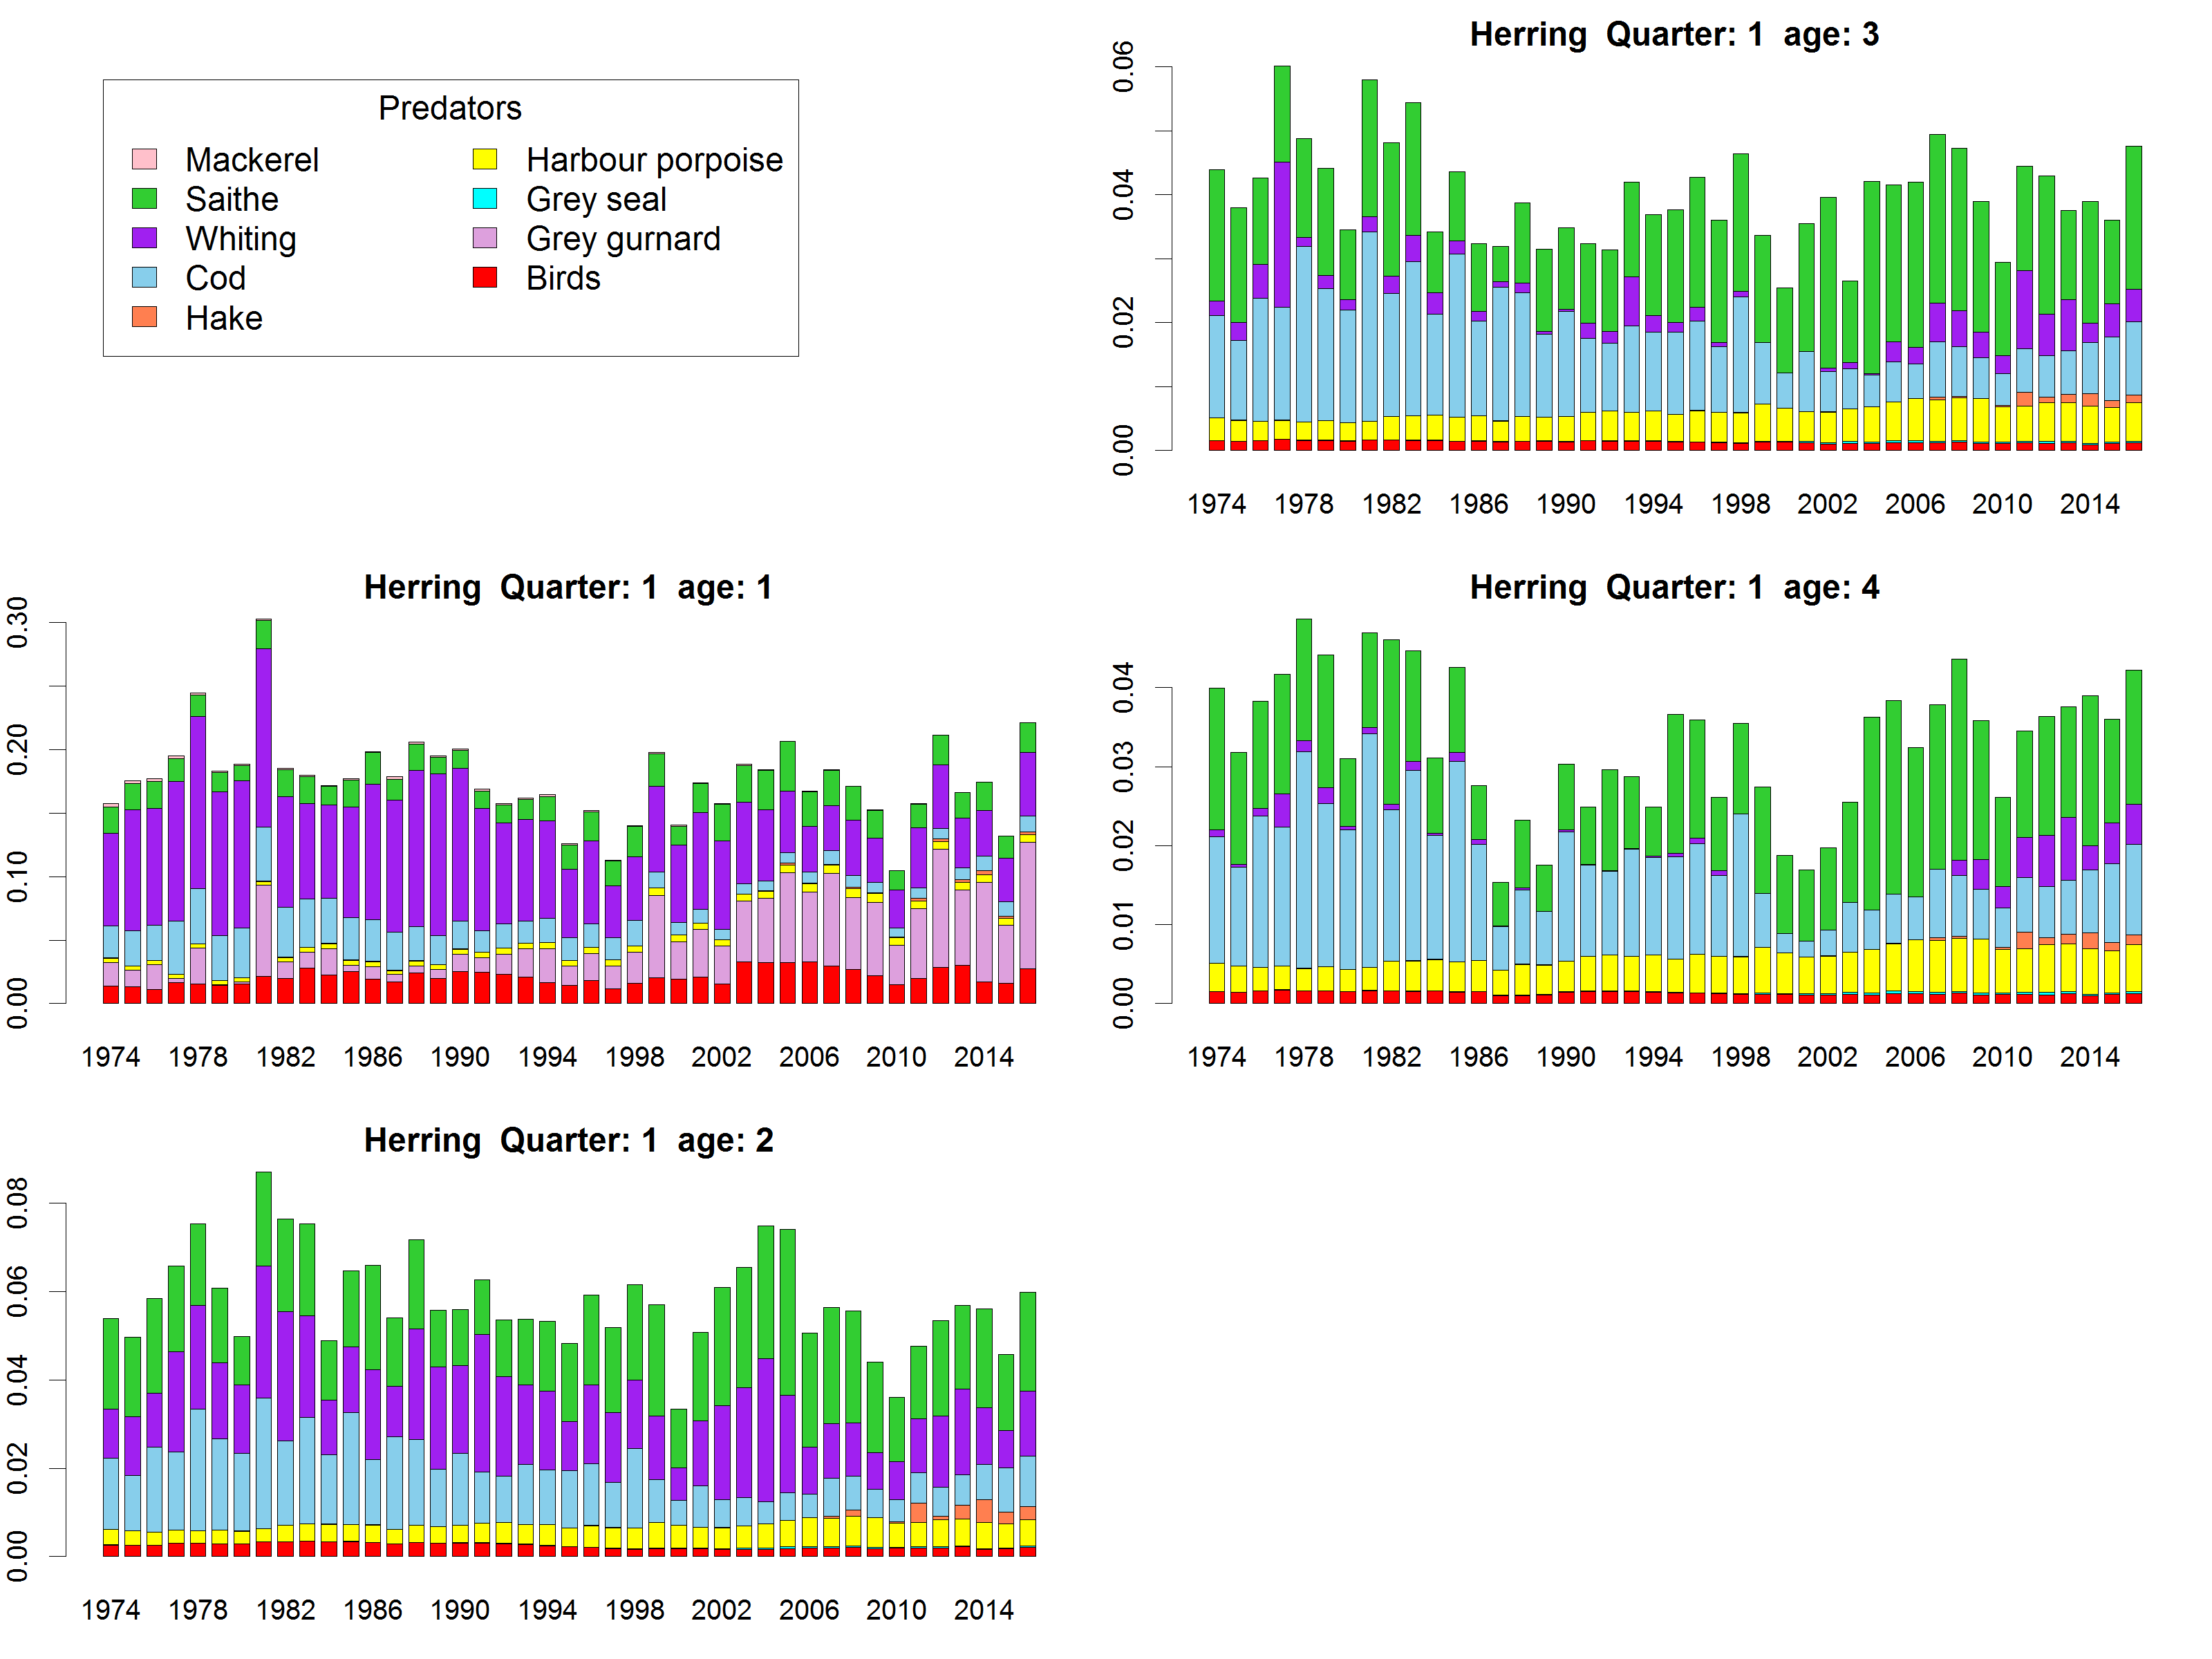 Predators
Mackerel
Saithe
Whiting
Cod
Hake
Harbour porpoise
Grey seal
Grey gurnard
Birds
Herring Quarter: 1 age: 3
0.00 0.02 0.04 0.06
1974 1978 1982 1986 1990 1994 1998 2002 2006 2010 2014
Herring Quarter: 1 age: 1
0.00 0.10 0.20 0.30
1974 1978 1982 1986 1990 1994 1998 2002 2006 2010 2014
Herring Quarter: 1 age: 4
0.00 0.01 0.02 0.03 0.04
1974 1978 1982 1986 1990 1994 1998 2002 2006 2010 2014
Herring Quarter: 1 age: 2
0.00 0.02 0.04 0.06 0.08
1974 1978 1982 1986 1990 1994 1998 2002 2006 2010 2014